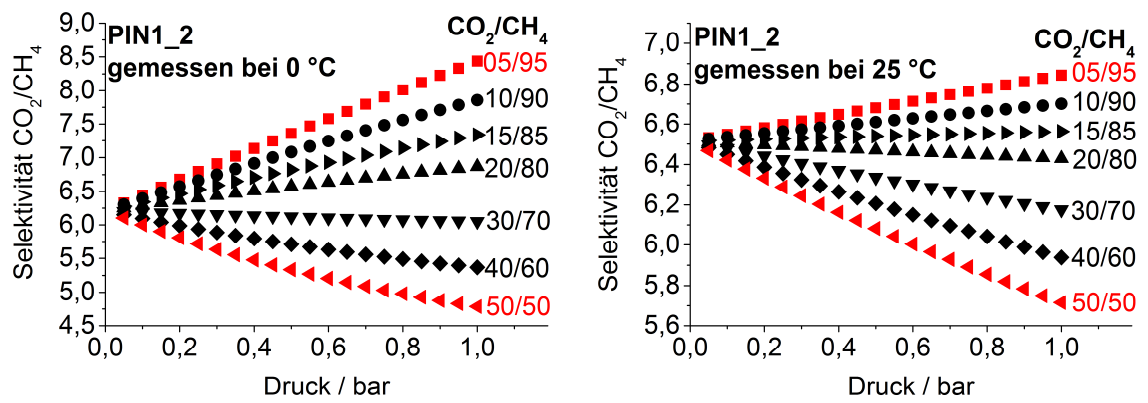 PIN1_2
gemessen bei 0 °C
CO2/CH4
Selektivität CO2/CH4
9,0
8,5
8,0
7,5
7,0
6,5
6,0
5,5
5,0
4,5
05/95
10/90
15/85
20/80
30/70
40/60
50/50
0,0 0,2 0,4 0,6 0,8 1,0
Druck / bar
PIN1_2
gemessen bei 25 °C
CO2/CH4
Selektivität CO2/CH4
7,0
6,8
6,6
6,4
6,2
6,0
5,8
5,6
05/95
10/90
15/85
20/80
30/70
40/60
50/50
0,0 0,2 0,4 0,6 0,8 1,0
Druck / bar